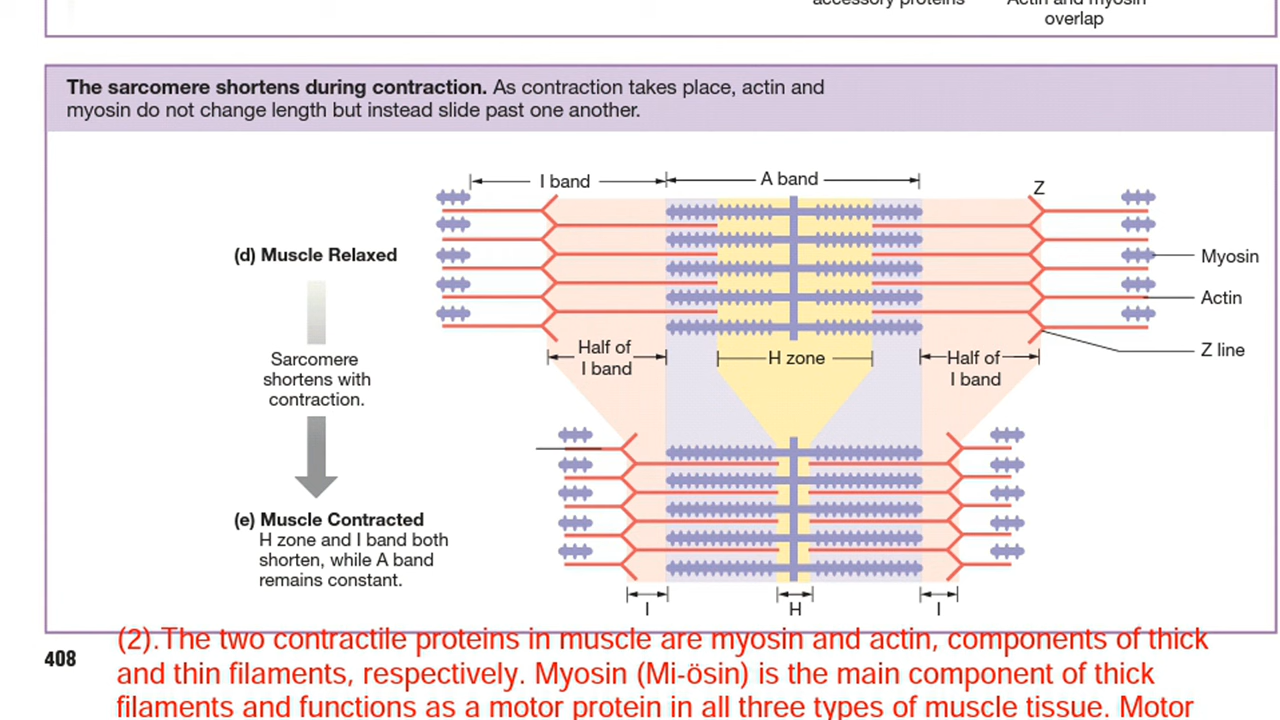 accessory proteins
Actin and myosin
overlap
The sarcomere shortens during contraction. As contraction takes place, actin and
myosin do not change length but instead slide past one another.
I band
A band
Z
(d) Muscle Relaxed
Myosin
Actin
Z line
Half of
I band
H zone
Half of
I band
Sarcomere
shortens with
contraction.
(e) Muscle Contracted
H zone and I band both
shorten, while A band
remains constant.
I
H
I
408
(2).The two contractile proteins in muscle are myosin and actin, components of thick
and thin filaments, respectively. Myosin (Mi-ösin) is the main component of thick
filaments and functions as a motor protein in all three types of muscle tissue. Motor